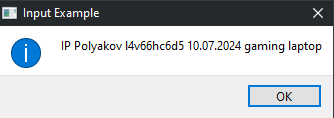 Input Example
IP Polyakov l4v66hc6d5 10.07.2024 gaming laptop
OK